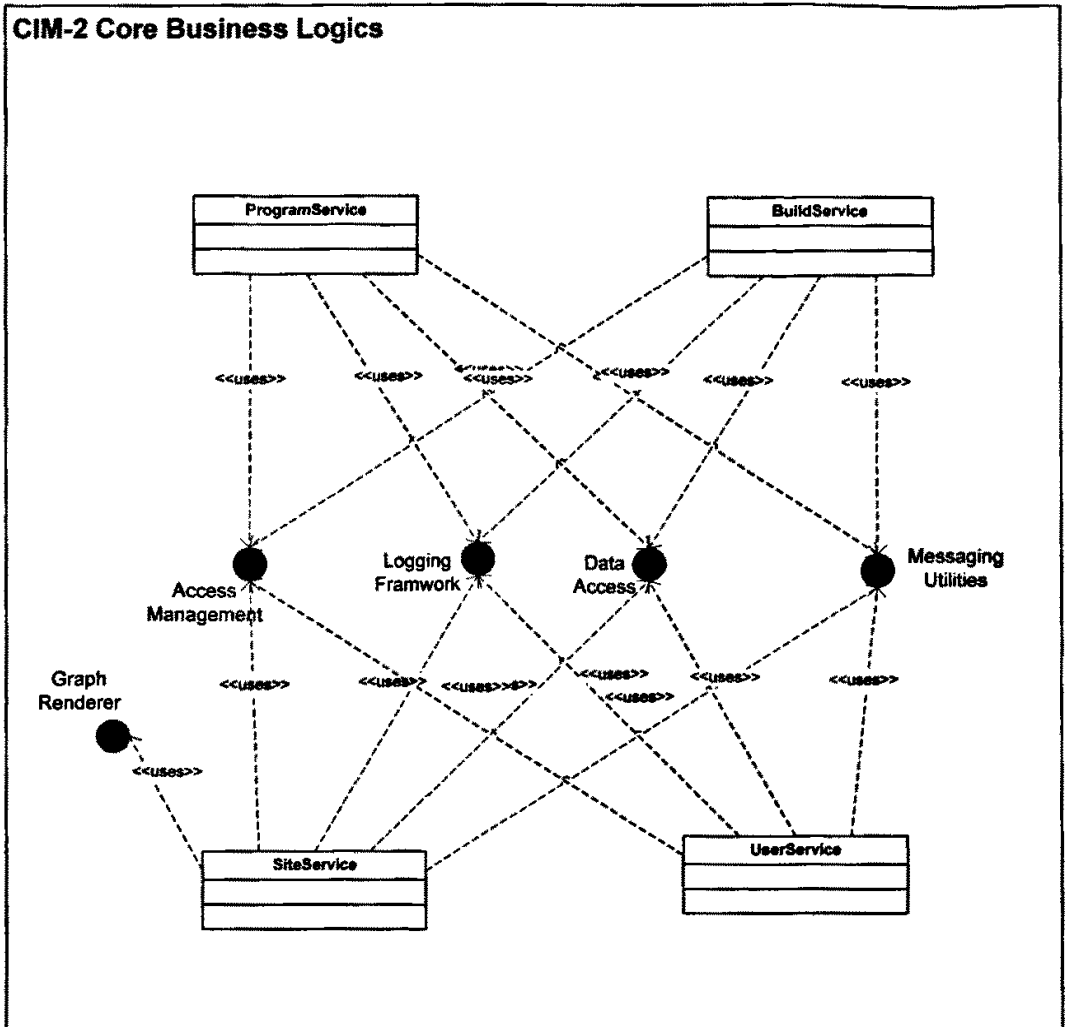 CIM-2 Core Business Logics
ProgramService
BuildService
<<uses>>
<<uses>>
<<uses>>
<<uses>>
<<uses>>
<<uses>>
Access
Management
Logging
Framwork
Data
Access
Messaging
Utilities
<<uses>>
<<uses>>
<<uses>>
<<uses>>
<<uses>>
<<uses>>
<<uses>>
Graph
Renderer
<<uses>>
SiteService
UserService